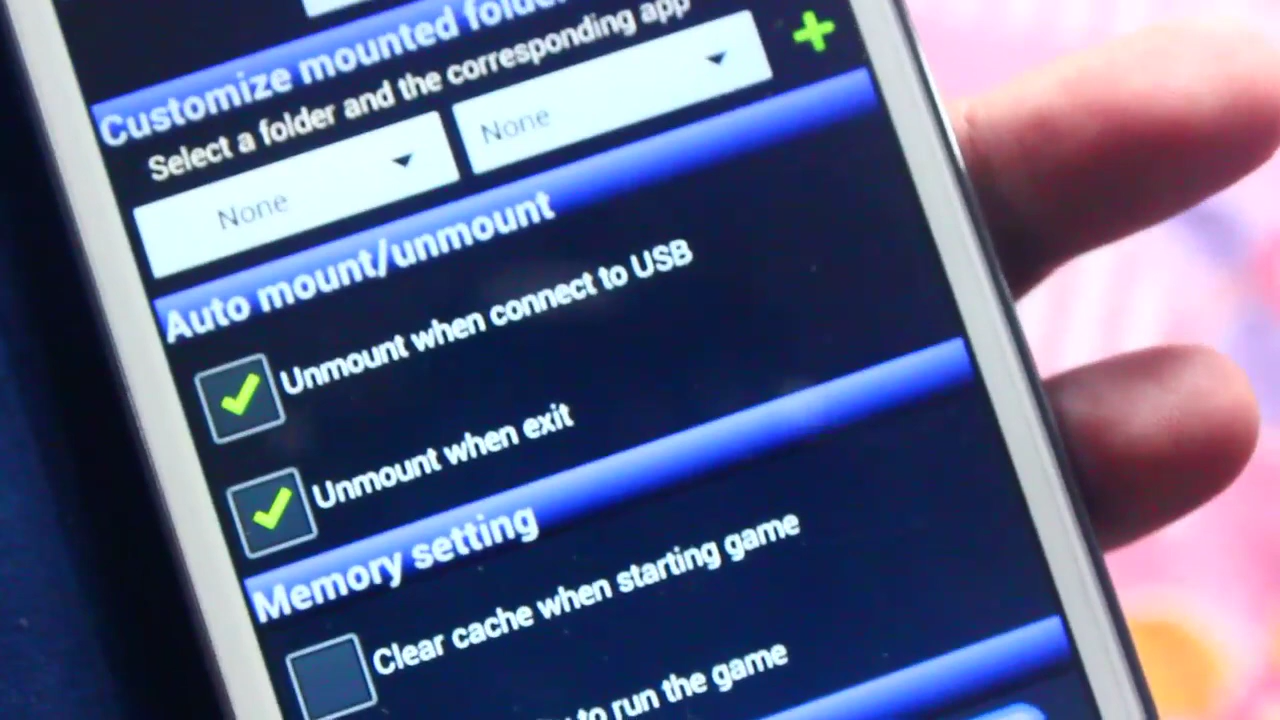 Customize mounted folder
Select a folder and the corresponding app
None
None
Auto mount/unmount
Unmount when connect to USB
Unmount when exit
Memory setting
Clear cache when starting game
to run the game